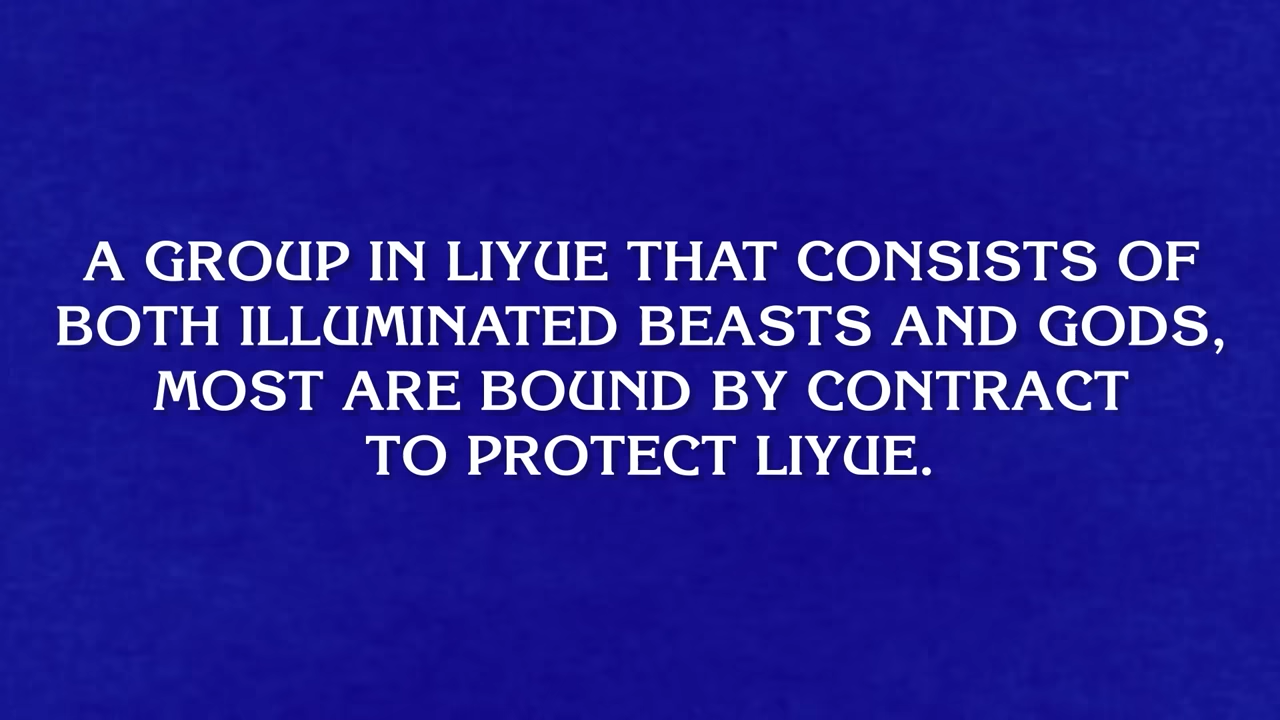 A GROUP IN LIYUE THAT CONSISTS OF
BOTH ILLUMINATED BEASTS AND GODS,
MOST ARE BOUND BY CONTRACT
TO PROTECT LIYUE.